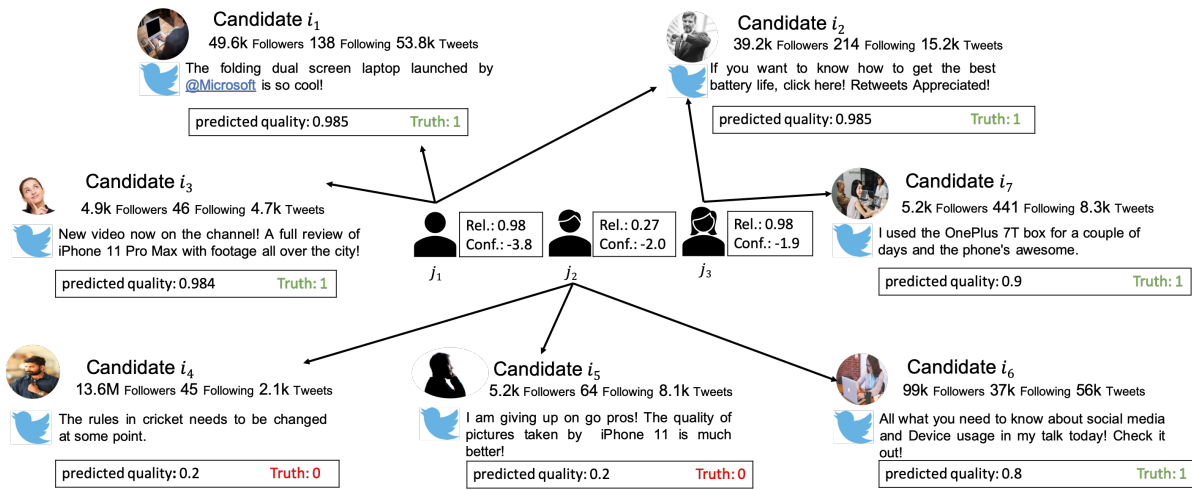 Candidate i1
49.6k Followers 138 Following 53.8k Tweets
The folding dual screen laptop launched by
@Microsoft is so cool!
predicted quality: 0.985 Truth: 1
Candidate i2
39.2k Followers 214 Following 15.2k Tweets
If you want to know how to get the best
battery life, click here! Retweets Appreciated!
predicted quality: 0.985 Truth: 1
Candidate i3
4.9k Followers 46 Following 4.7k Tweets
New video now on the channel! A full review of
iPhone 11 Pro Max with footage all over the city!
predicted quality: 0.984 Truth: 1
Rel.: 0.98
Conf.: -3.8
j1
Rel.: 0.27
Conf.: -2.0
j2
Rel.: 0.98
Conf.: -1.9
j3
Candidate i7
5.2k Followers 441 Following 8.3k Tweets
I used the OnePlus 7T box for a couple of
days and the phone's awesome.
predicted quality: 0.9 Truth: 1
Candidate i4
13.6M Followers 45 Following 2.1k Tweets
The rules in cricket needs to be changed
at some point.
predicted quality: 0.2 Truth: 0
Candidate i5
5.2k Followers 64 Following 8.1k Tweets
I am giving up on go pros! The quality of
pictures taken by iPhone 11 is much
better!
predicted quality: 0.2 Truth: 0
Candidate i6
99k Followers 37k Following 56k Tweets
All what you need to know about social media
and Device usage in my talk today! Check it
out!
predicted quality: 0.8 Truth: 1